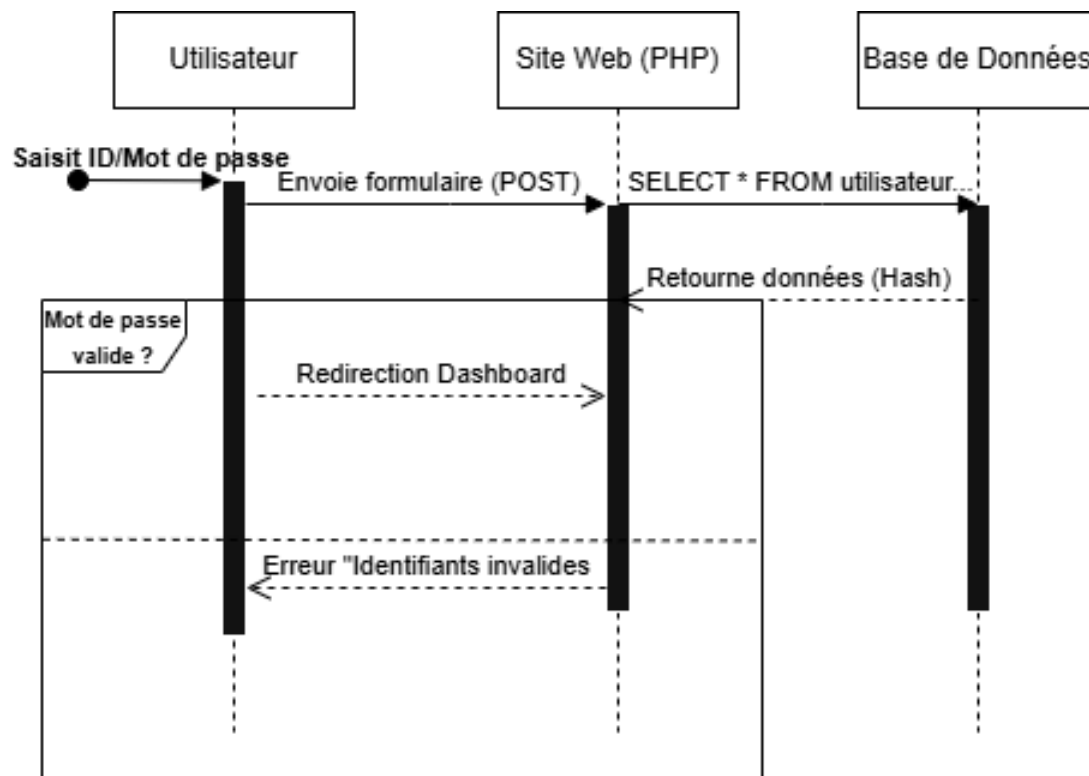 Utilisateur
Site Web (PHP)
Base de Données
Saisit ID/Mot de passe
Envoie formulaire (POST)
SELECT * FROM utilisateur...
Retourne données (Hash)
Mot de passe
valide ?
Redirection Dashboard
Erreur "Identifiants invalides